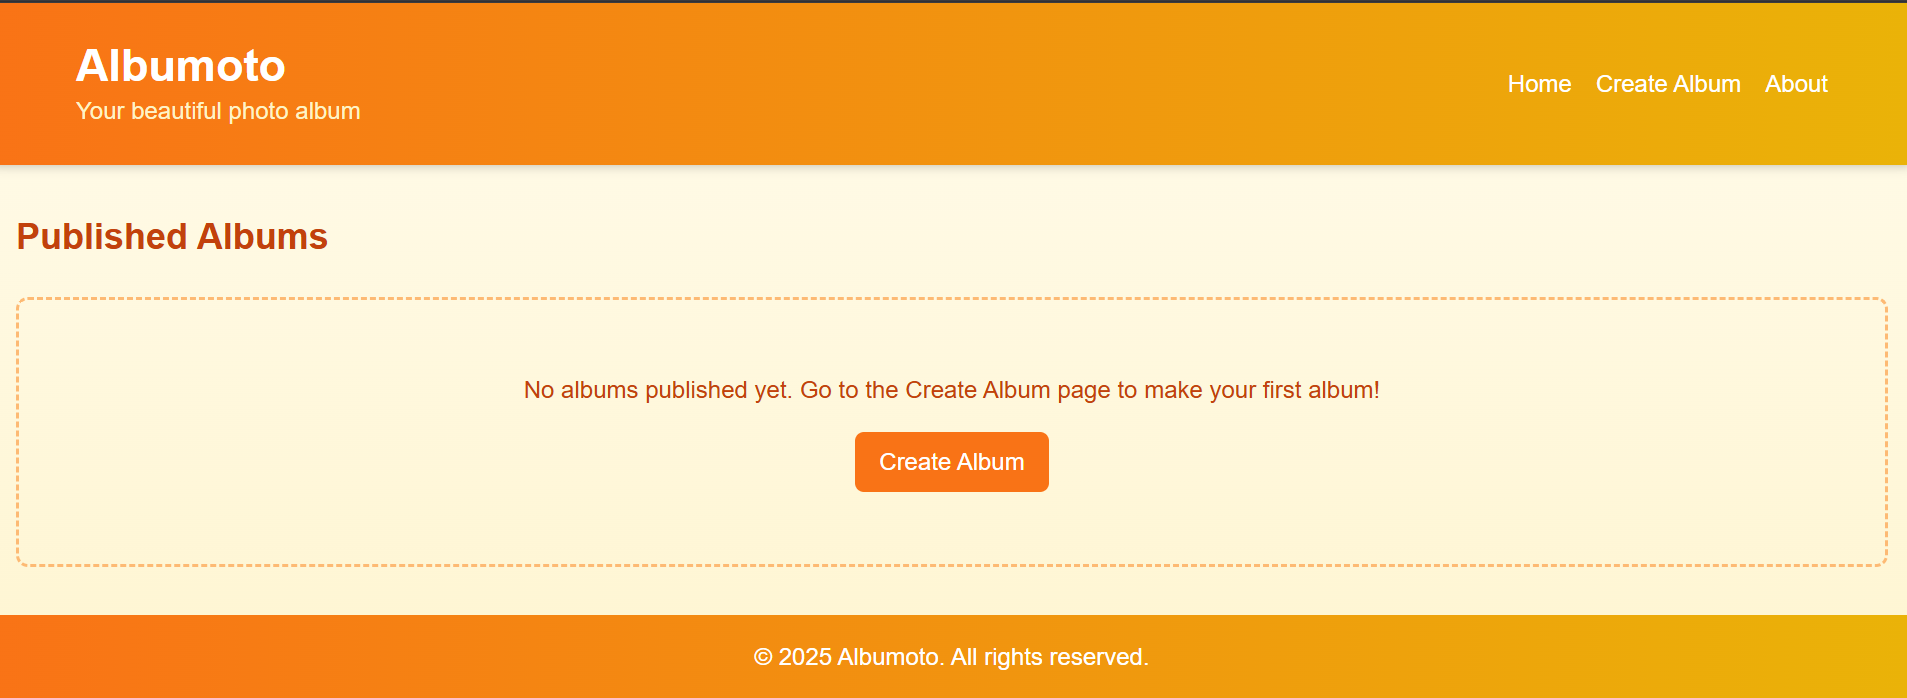 Albumoto
Your beautiful photo album
Home Create Album About
Published Albums
No albums published yet. Go to the Create Album page to make your first album!
Create Album
© 2025 Albumoto. All rights reserved.